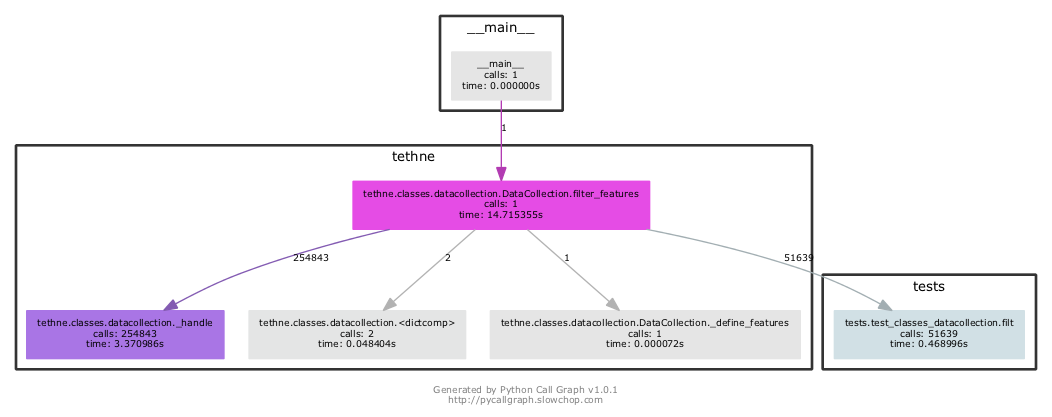 __main__
__main__
calls: 1
time: 0.000000s
1
tethne
tethne.classes.datacollection.DataCollection.filter_features
calls: 1
time: 14.715355s
254843
2
1
51639
tests
tethne.classes.datacollection._handle
calls: 254843
time: 3.370986s
tethne.classes.datacollection.<dictcomp>
calls: 2
time: 0.048404s
tethne.classes.datacollection.DataCollection._define_features
calls: 1
time: 0.000072s
tests.test_classes_datacollection.filt
calls: 51639
time: 0.468996s
Generated by Python Call Graph v1.0.1
http://pycallgraph.slowchop.com